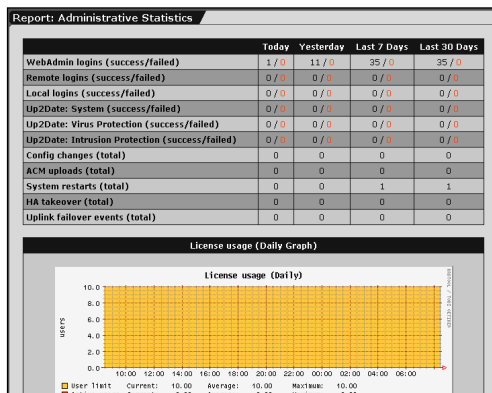 Report: Administrative Statistics
Today Yesterday Last 7 Days Last 30 Days
WebAdmin logins (success/failed) 1 / 0 11 / 0 35 / 0 35 / 0
Remote logins (success/failed) 0 / 0 0 / 0 0 / 0 0 / 0
Local logins (success/failed) 0 / 0 0 / 0 0 / 0 0 / 0
Up2Date: System (success/failed) 0 / 0 0 / 0 0 / 0 0 / 0
Up2Date: Virus Protection (success/failed) 0 / 0 0 / 0 0 / 0 0 / 0
Up2Date: Intrusion Protection (success/failed) 0 / 0 0 / 0 0 / 0 0 / 0
Config changes (total) 0 0 0 0
ACM uploads (total) 0 0 0 0
System restarts (total) 0 0 1 1
HA takeover (total) 0 0 0 0
Uplink failover events (total) 0 0 0 0
License usage (Daily Graph)
License usage (Daily)
RRDTOOL / TOBI OETIKER
users
10.0
8.0
6.0
4.0
2.0
0.0
10:00 12:00 14:00 16:00 18:00 20:00 22:00 00:00 02:00 04:00 06:00
User limit Current: 10.00 Average: 10.00 Maximum: 10.00